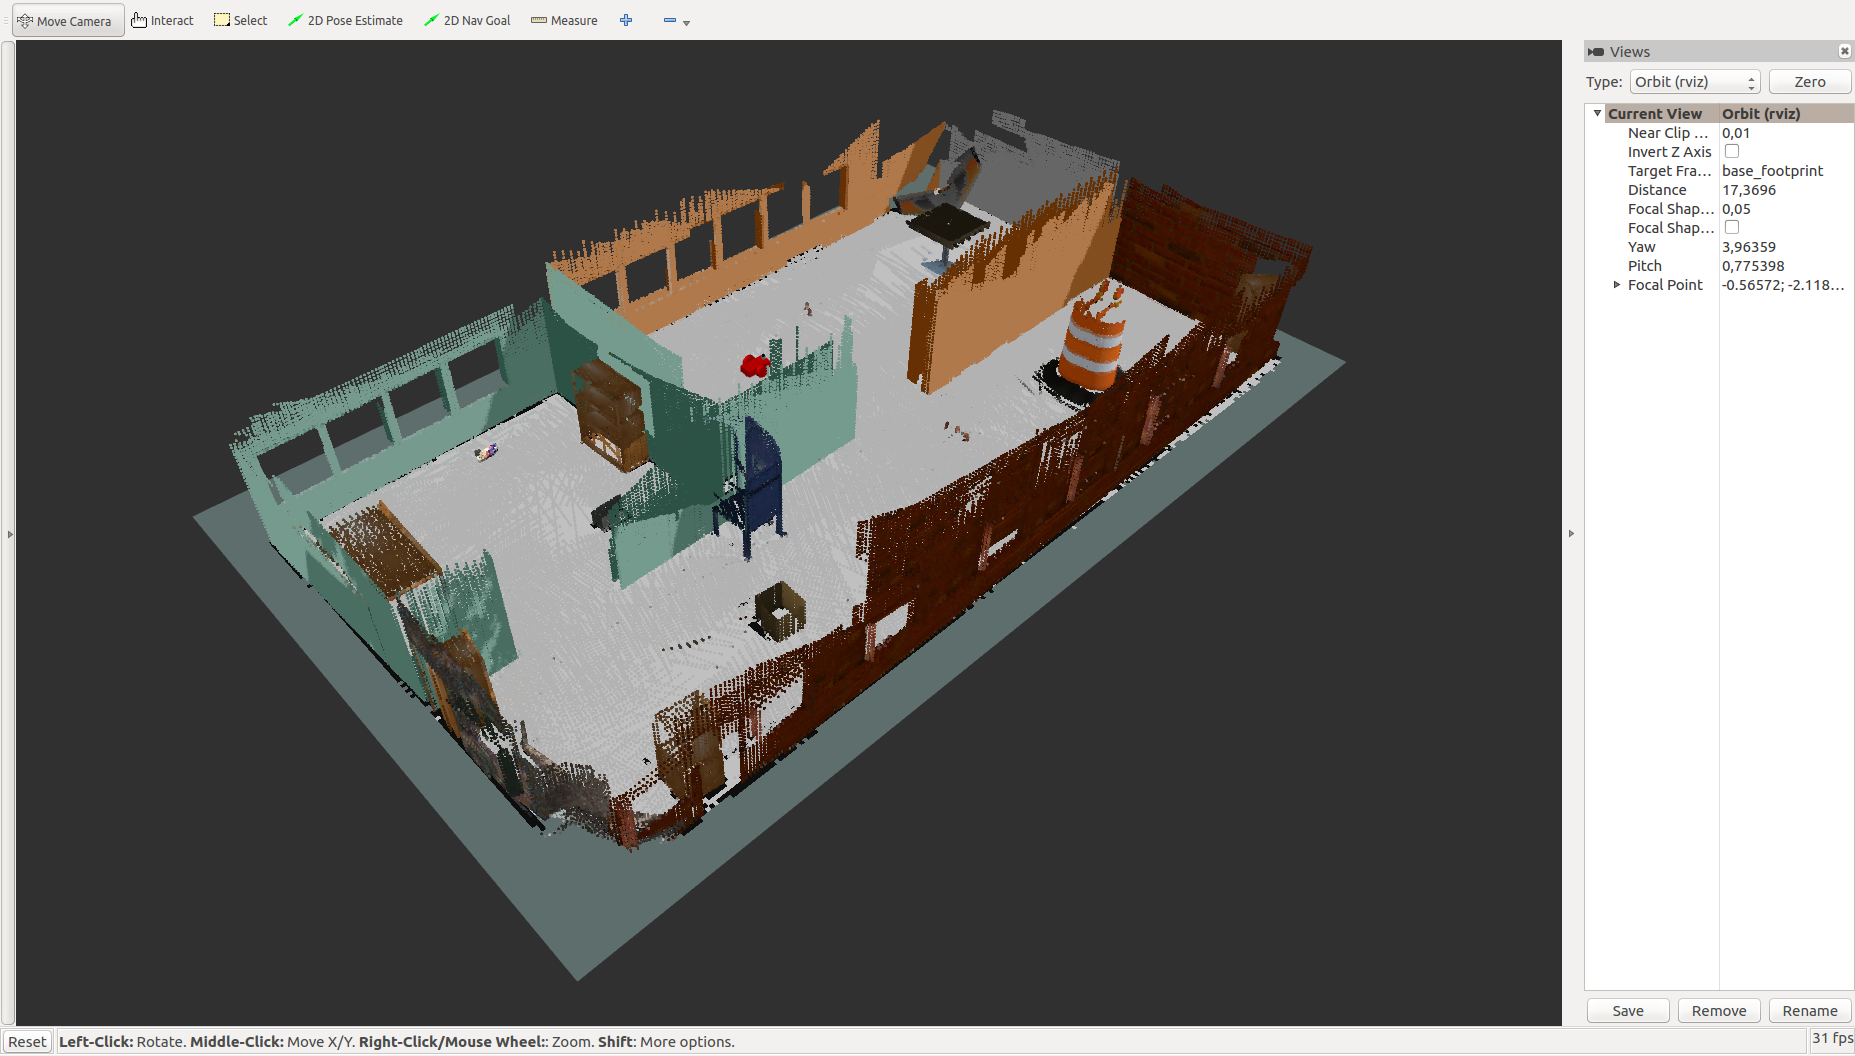 Move Camera Interact Select 2D Pose Estimate 2D Nav Goal Measure
Views
Type: Orbit (rviz) Zero
Current View Orbit (rviz)
Near Clip ... 0,01
Invert Z Axis
Target Fra... base_footprint
Distance 17,3696
Focal Shap... 0,05
Focal Shap...
Yaw 3,96359
Pitch 0,775398
Focal Point -0.56572; -2.118...
Save Remove Rename
Reset Left-Click: Rotate. Middle-Click: Move X/Y. Right-Click/Mouse Wheel:: Zoom. Shift: More options. 31 fps